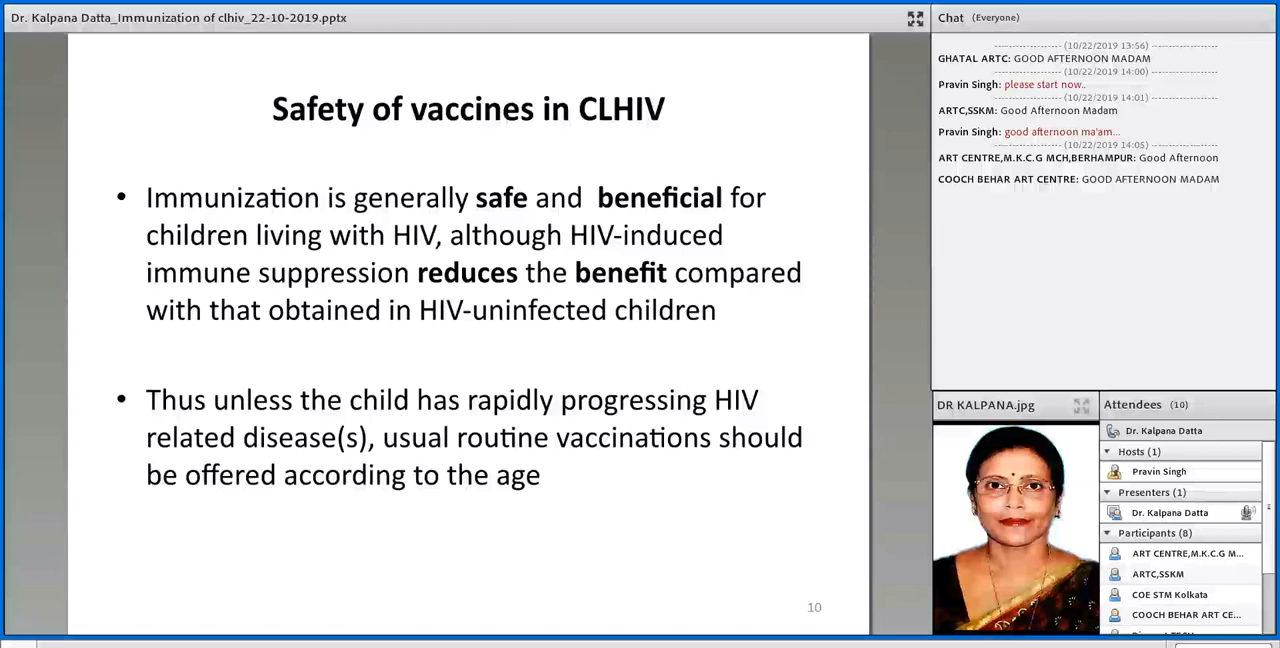 Dr. Kalpana Datta_Immunization of clhiv_22-10-2019.pptx
Safety of vaccines in CLHIV
• Immunization is generally safe and beneficial for
children living with HIV, although HIV-induced
immune suppression reduces the benefit compared
with that obtained in HIV-uninfected children
• Thus unless the child has rapidly progressing HIV
related disease(s), usual routine vaccinations should
be offered according to the age
10
Chat (Everyone)
------------------ (10/22/2019 13:56) ------------------
GHATAL ARTC: GOOD AFTERNOON MADAM
------------------ (10/22/2019 14:00) ------------------
Pravin Singh: please start now..
------------------ (10/22/2019 14:01) ------------------
ARTC,SSKM: Good Afternoon Madam
Pravin Singh: good afternoon ma'am...
------------------ (10/22/2019 14:05) ------------------
ART CENTRE,M.K.C.G MCH,BERHAMPUR: Good Afternoon
COOCH BEHAR ART CENTRE: GOOD AFTERNOON MADAM
DR KALPANA.jpg
Attendees (10)
Dr. Kalpana Datta
Hosts (1)
Pravin Singh
Presenters (1)
Dr. Kalpana Datta
Participants (8)
ART CENTRE,M.K.C.G M...
ARTC,SSKM
COE STM Kolkata
COOCH BEHAR ART CE...